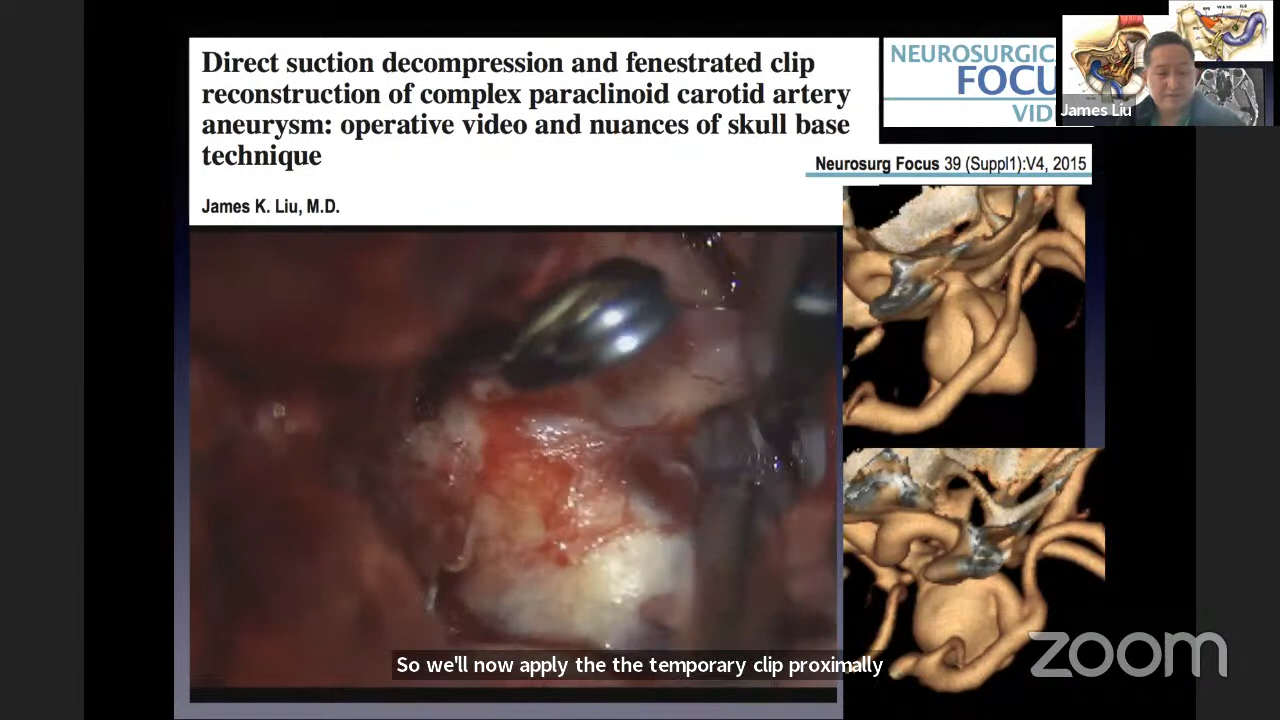 Direct suction decompression and fenestrated clip
reconstruction of complex paraclinoid carotid artery
aneurysm: operative video and nuances of skull base
technique
James K. Liu, M.D.
NEUROSURGIC
FOCU
VID
Neurosurg Focus 39 (Suppl1):V4, 2015
James Liu
So we'll now apply the the temporary clip proximally
zoom